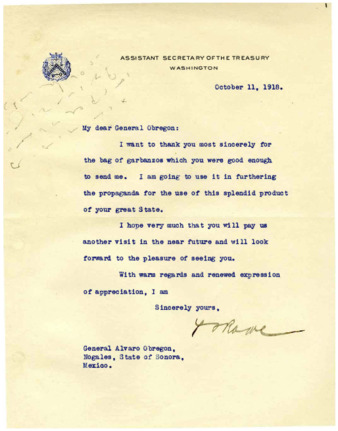 ASSISTANT SECRETARY OF THE TREASURY
WASHINGTON
October 11, 1918.
My dear General Obregon:
I want to thank you most sincerely for
the bag of garbanzos which you were good enough
to send me. I am going to use it in furthering
the propaganda for the use of this splendid product
of your great State.
I hope very much that you will pay us
another visit in the near future and will look
forward to the pleasure of seeing you.
With warm regards and renewed expression
of appreciation, I am
Sincerely yours,
General Alvaro Obregon,
Nogales, State of Sonora,
Mexico.